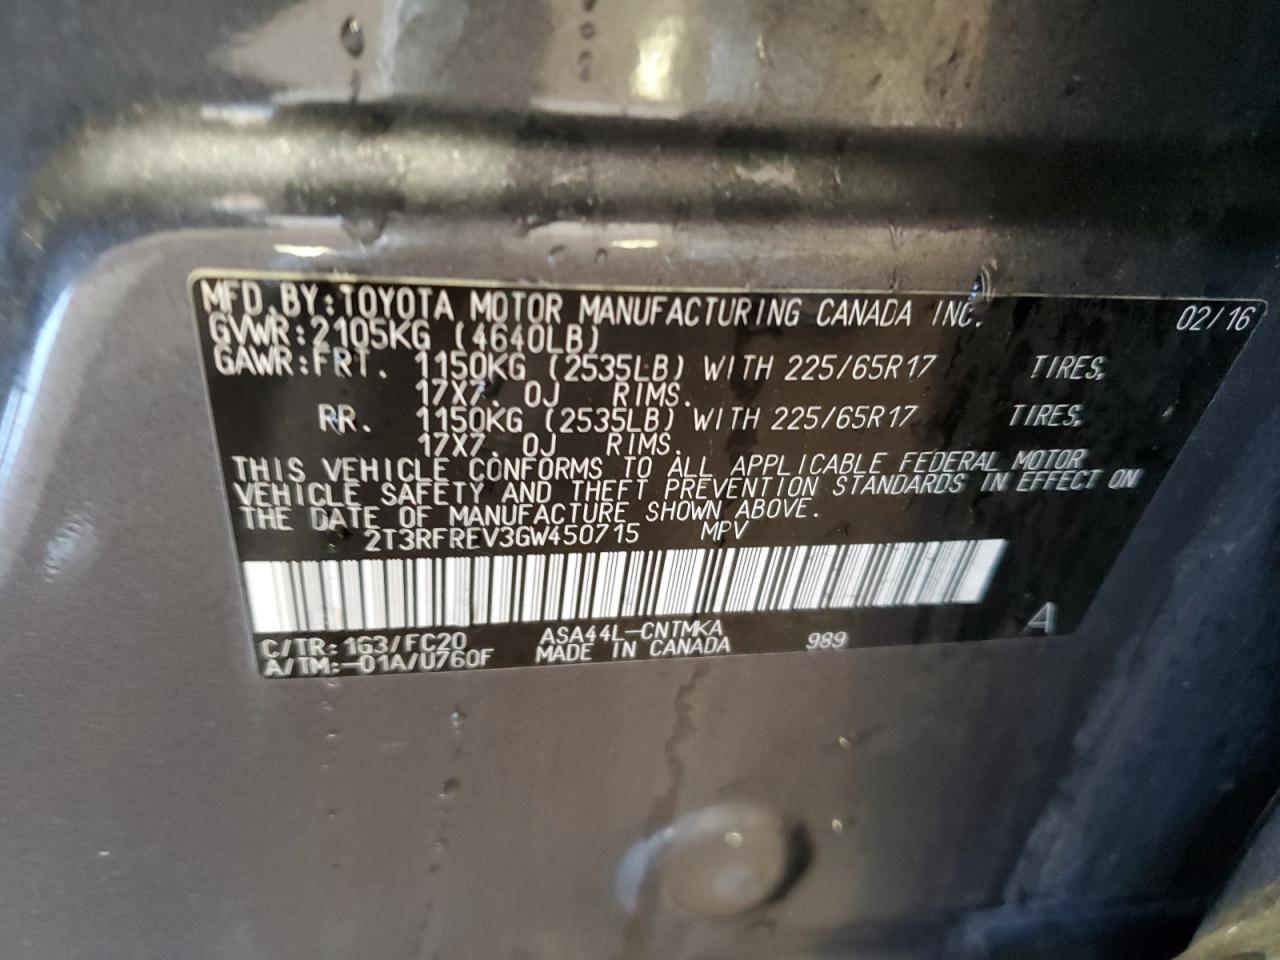 MFD.BY:TOYOTA MOTOR MANUFACTURING CANADA INC. 02/16
GVWR:2105KG (4640LB)
GAWR:FRT. 1150KG (2535LB) WITH 225/65R17 TIRES,
17X7. 0J RIMS.
RR. 1150KG (2535LB) WITH 225/65R17 TIRES,
17X7. 0J RIMS.
THIS VEHICLE CONFORMS TO ALL APPLICABLE FEDERAL MOTOR
VEHICLE SAFETY AND THEFT PREVENTION STANDARDS IN EFFECT ON
THE DATE OF MANUFACTURE SHOWN ABOVE.
2T3RFREV3GW450715 MPV
C/TR: 1G3/FC20 ASA44L-CNTMKA 989 A
A/TM:-01A/U760F MADE IN CANADA